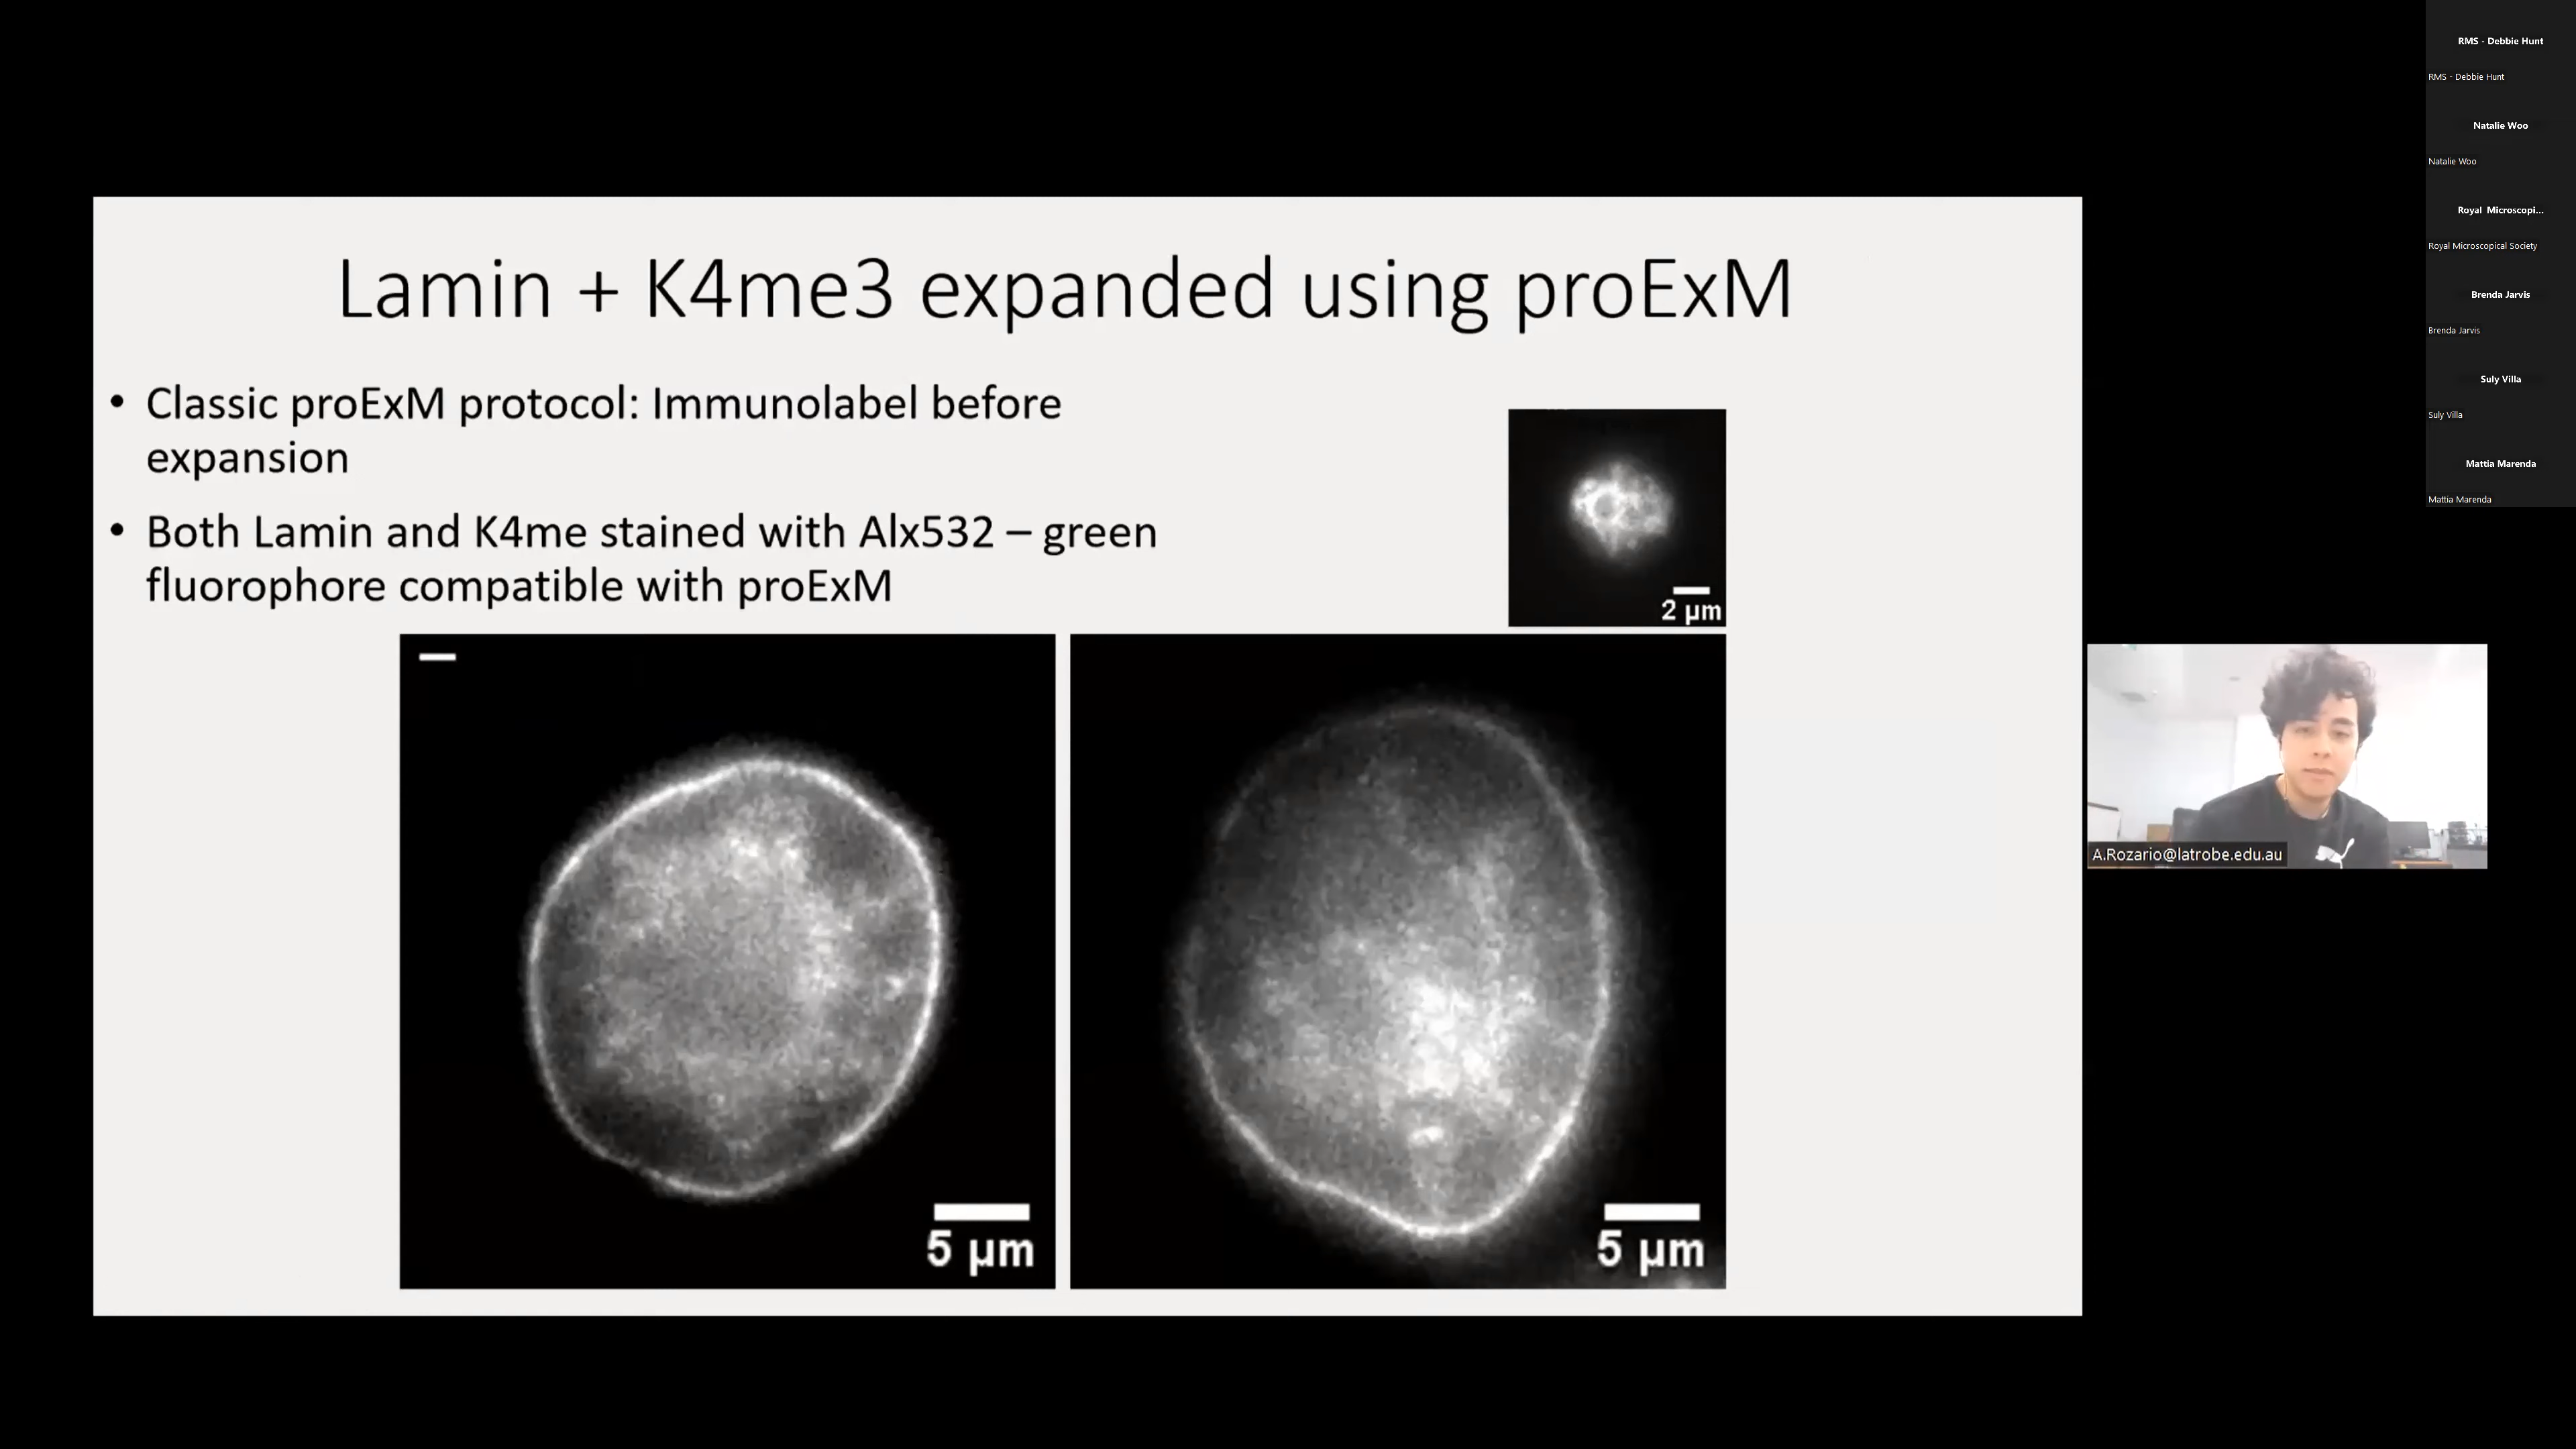 Lamin + K4me3 expanded using proExM
• Classic proExM protocol: Immunolabel before
expansion
• Both Lamin and K4me stained with Alx532 – green
fluorophore compatible with proExM
2 μm
5 μm
5 μm
A.Rozario@latrobe.edu.au
RMS - Debbie Hunt
RMS - Debbie Hunt
Natalie Woo
Natalie Woo
Royal Microscopi...
Royal Microscopical Society
Brenda Jarvis
Brenda Jarvis
Suly Villa
Suly Villa
Mattia Marenda
Mattia Marenda